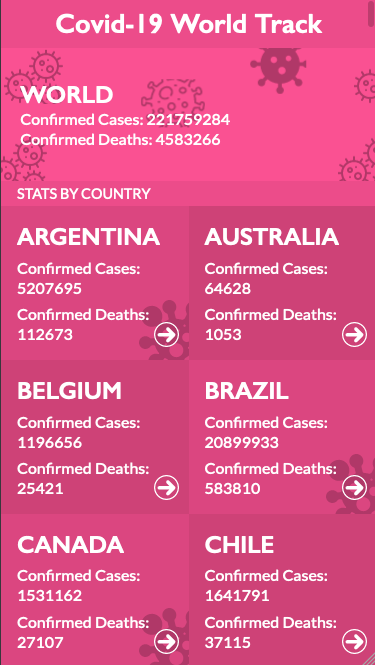 Covid-19 World Track
WORLD
Confirmed Cases: 221759284
Confirmed Deaths: 4583266
STATS BY COUNTRY
ARGENTINA
Confirmed Cases:
5207695
Confirmed Deaths:
112673
AUSTRALIA
Confirmed Cases:
64628
Confirmed Deaths:
1053
BELGIUM
Confirmed Cases:
1196656
Confirmed Deaths:
25421
BRAZIL
Confirmed Cases:
20899933
Confirmed Deaths:
583810
CANADA
Confirmed Cases:
1531162
Confirmed Deaths:
27107
CHILE
Confirmed Cases:
1641791
Confirmed Deaths:
37115